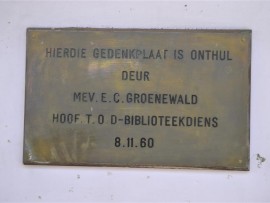 HIERDIE GEDENKPLAAT IS ONTHUL
DEUR
MEV. E. C. GROENEWALD
HOOF T. O. D-BIBLIOTEEKDIENS
8.11.60